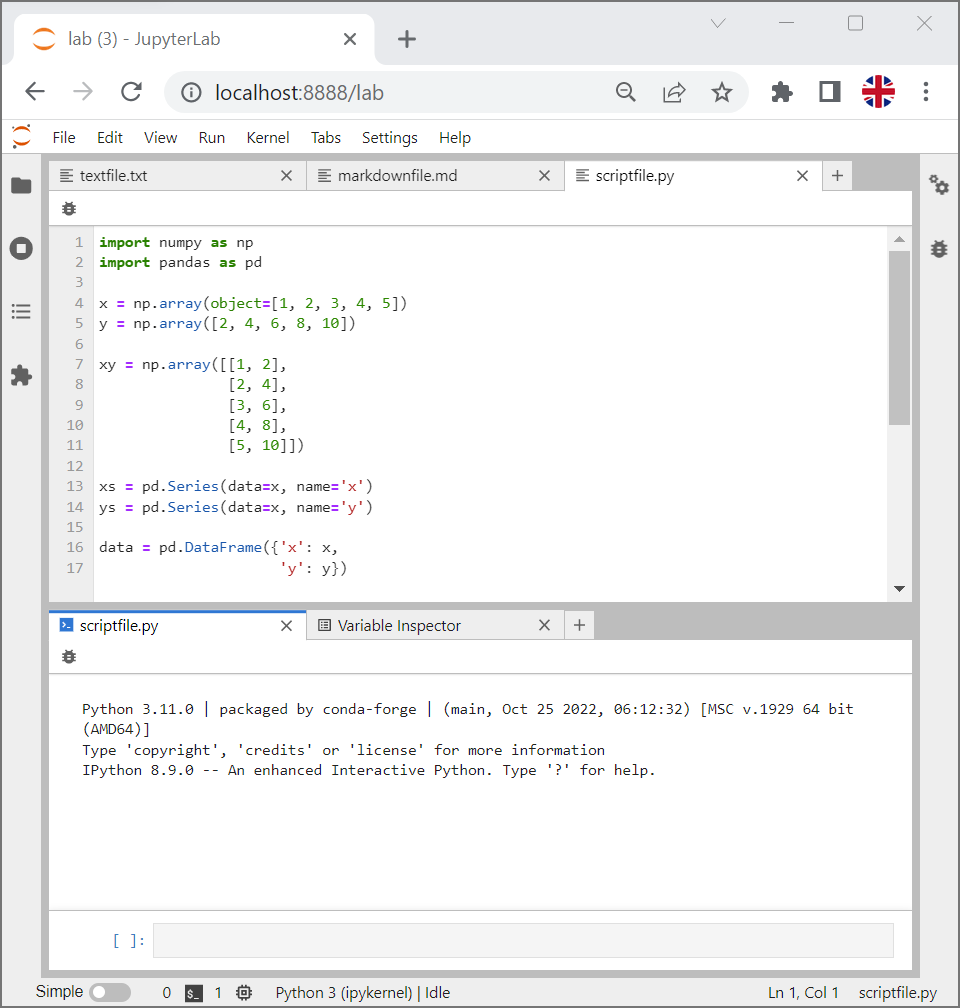 lab (3) - JupyterLab
localhost:8888/lab
File Edit View Run Kernel Tabs Settings Help
textfile.txt markdownfile.md scriptfile.py
1 import numpy as np
2 import pandas as pd
3
4 x = np.array(object=[1, 2, 3, 4, 5])
5 y = np.array([2, 4, 6, 8, 10])
6
7 xy = np.array([[1, 2],
8 [2, 4],
9 [3, 6],
10 [4, 8],
11 [5, 10]])
12
13 xs = pd.Series(data=x, name='x')
14 ys = pd.Series(data=x, name='y')
15
16 data = pd.DataFrame({'x': x,
17 'y': y})
scriptfile.py Variable Inspector
Python 3.11.0 | packaged by conda-forge | (main, Oct 25 2022, 06:12:32) [MSC v.1929 64 bit
(AMD64)]
Type 'copyright', 'credits' or 'license' for more information
IPython 8.9.0 -- An enhanced Interactive Python. Type '?' for help.
[ ]:
Simple 0 $_ 1 Python 3 (ipykernel) | Idle Ln 1, Col 1 scriptfile.py